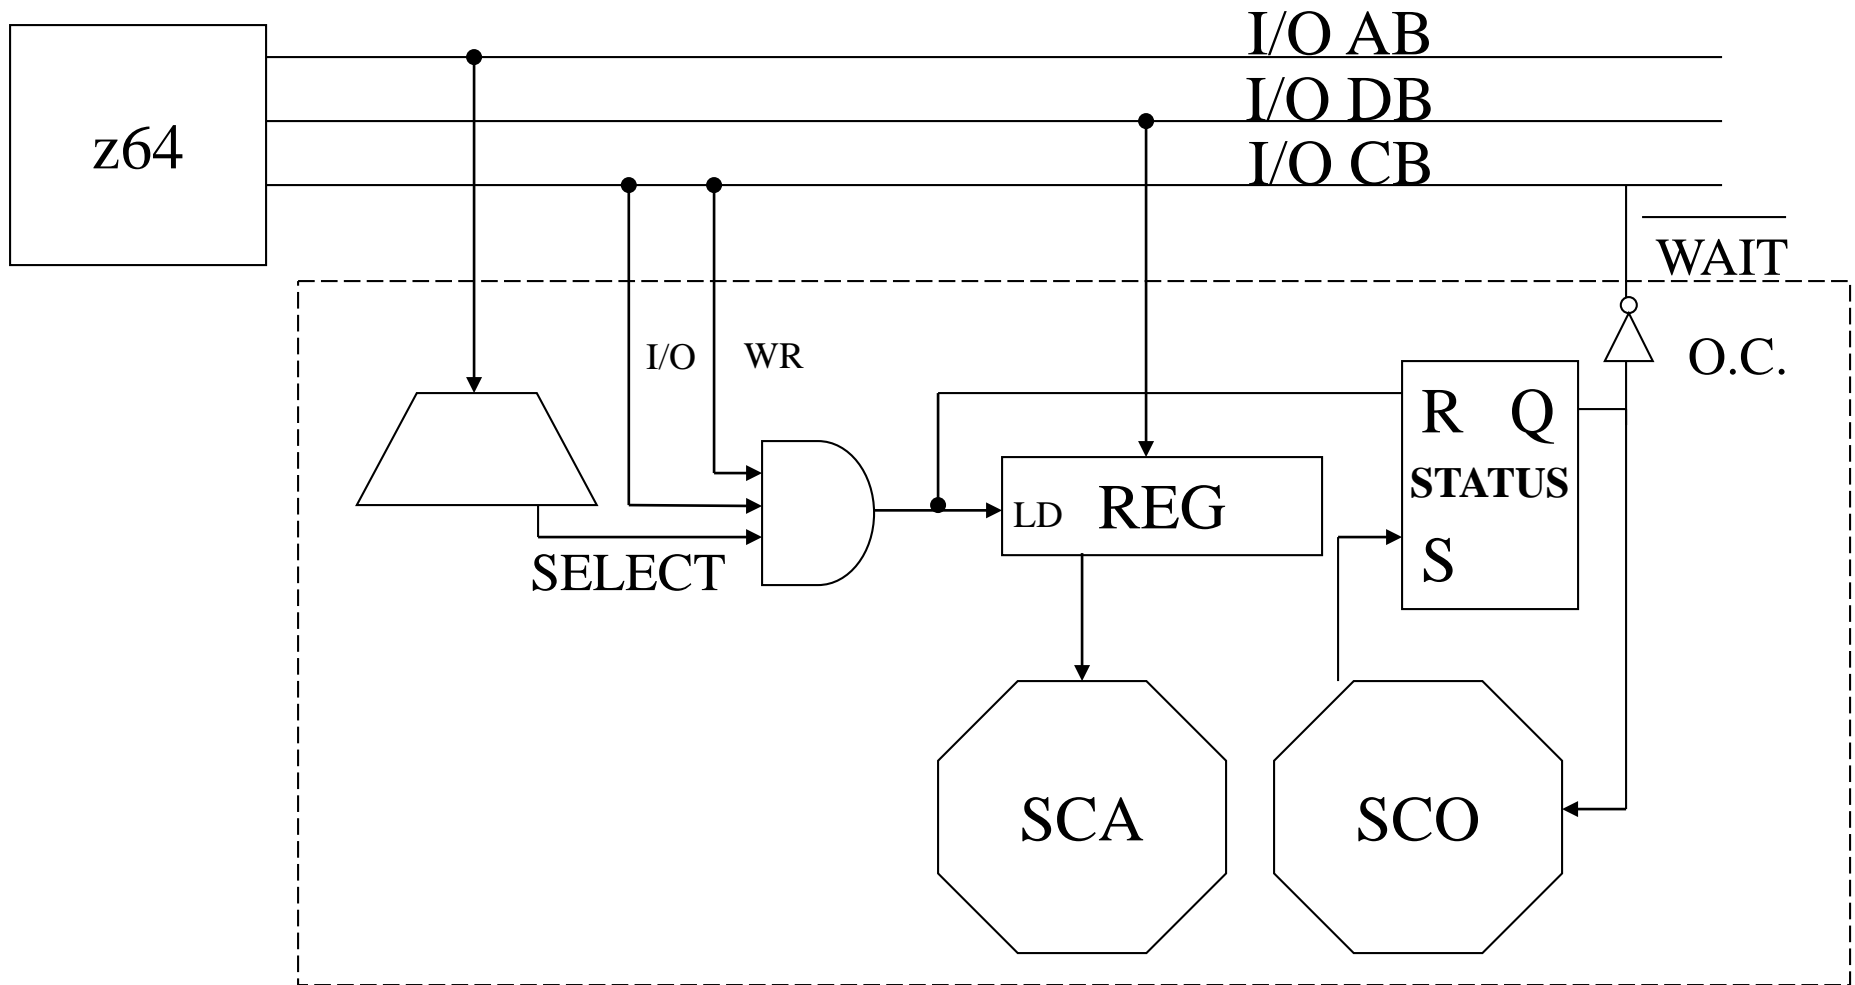 I/O AB
I/O DB
z64
I/O CB
WAIT
I/O WR
O.C.
R Q
STATUS
LD REG
S
SELECT
SCA
SCO